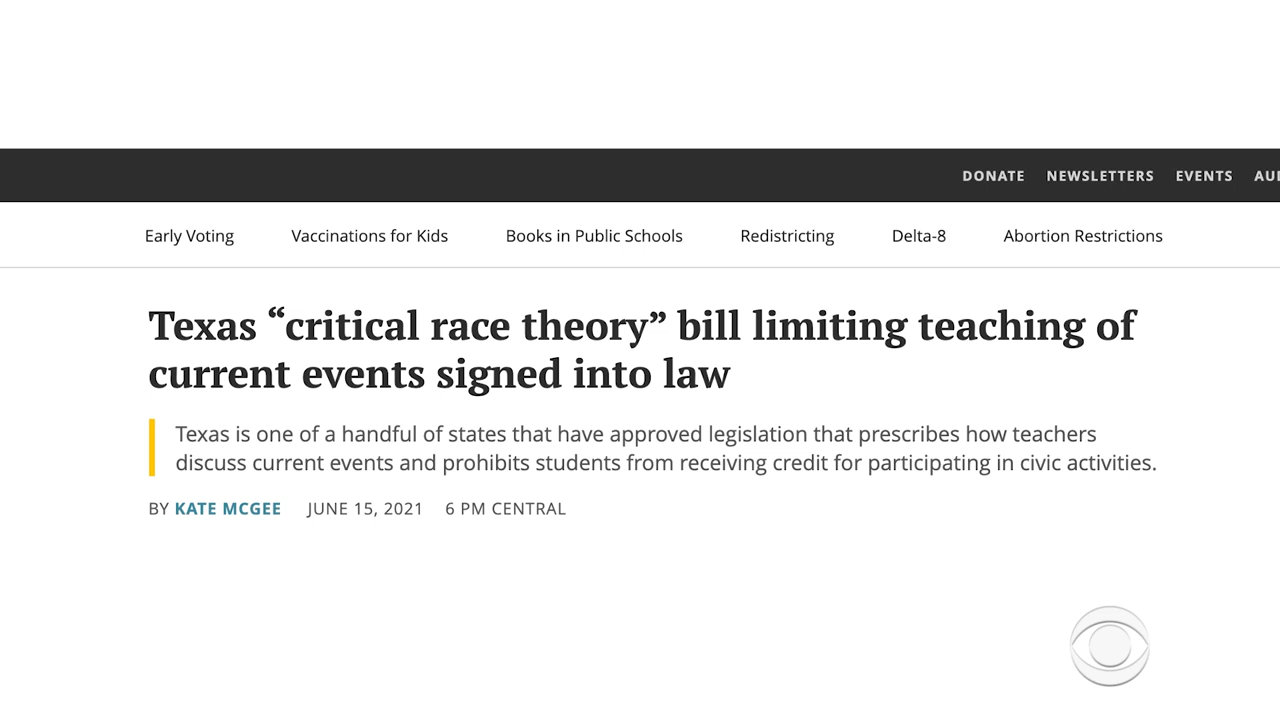 DONATE NEWSLETTERS EVENTS
Early Voting Vaccinations for Kids Books in Public Schools Redistricting Delta-8 Abortion Restrictions
Texas “critical race theory” bill limiting teaching of
current events signed into law
Texas is one of a handful of states that have approved legislation that prescribes how teachers
discuss current events and prohibits students from receiving credit for participating in civic activities.
BY KATE MCGEE JUNE 15, 2021 6 PM CENTRAL